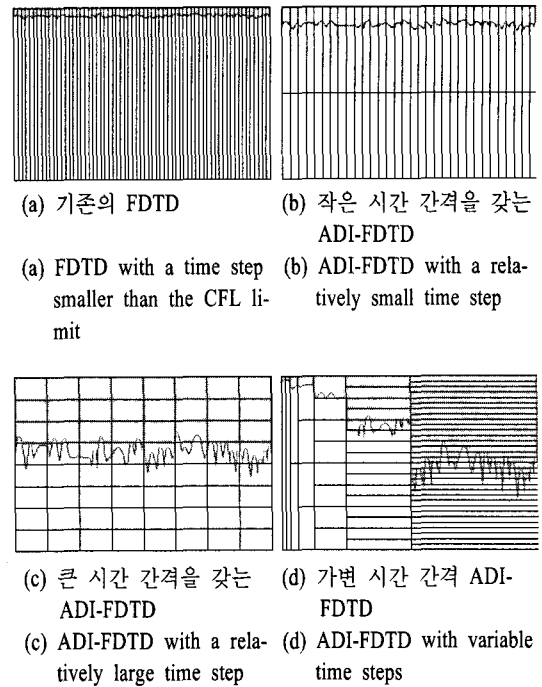 (a) 기존의 FDTD
(a) FDTD with a time step
smaller than the CFL li-
mit
(b) 작은 시간 간격을 갖는
ADI-FDTD
(b) ADI-FDTD with a rela-
tively small time step
(c) 큰 시간 간격을 갖는
ADI-FDTD
(c) ADI-FDTD with a rela-
tively large time step
(d) 가변 시간 간격 ADI-
FDTD
(d) ADI-FDTD with variable
time steps